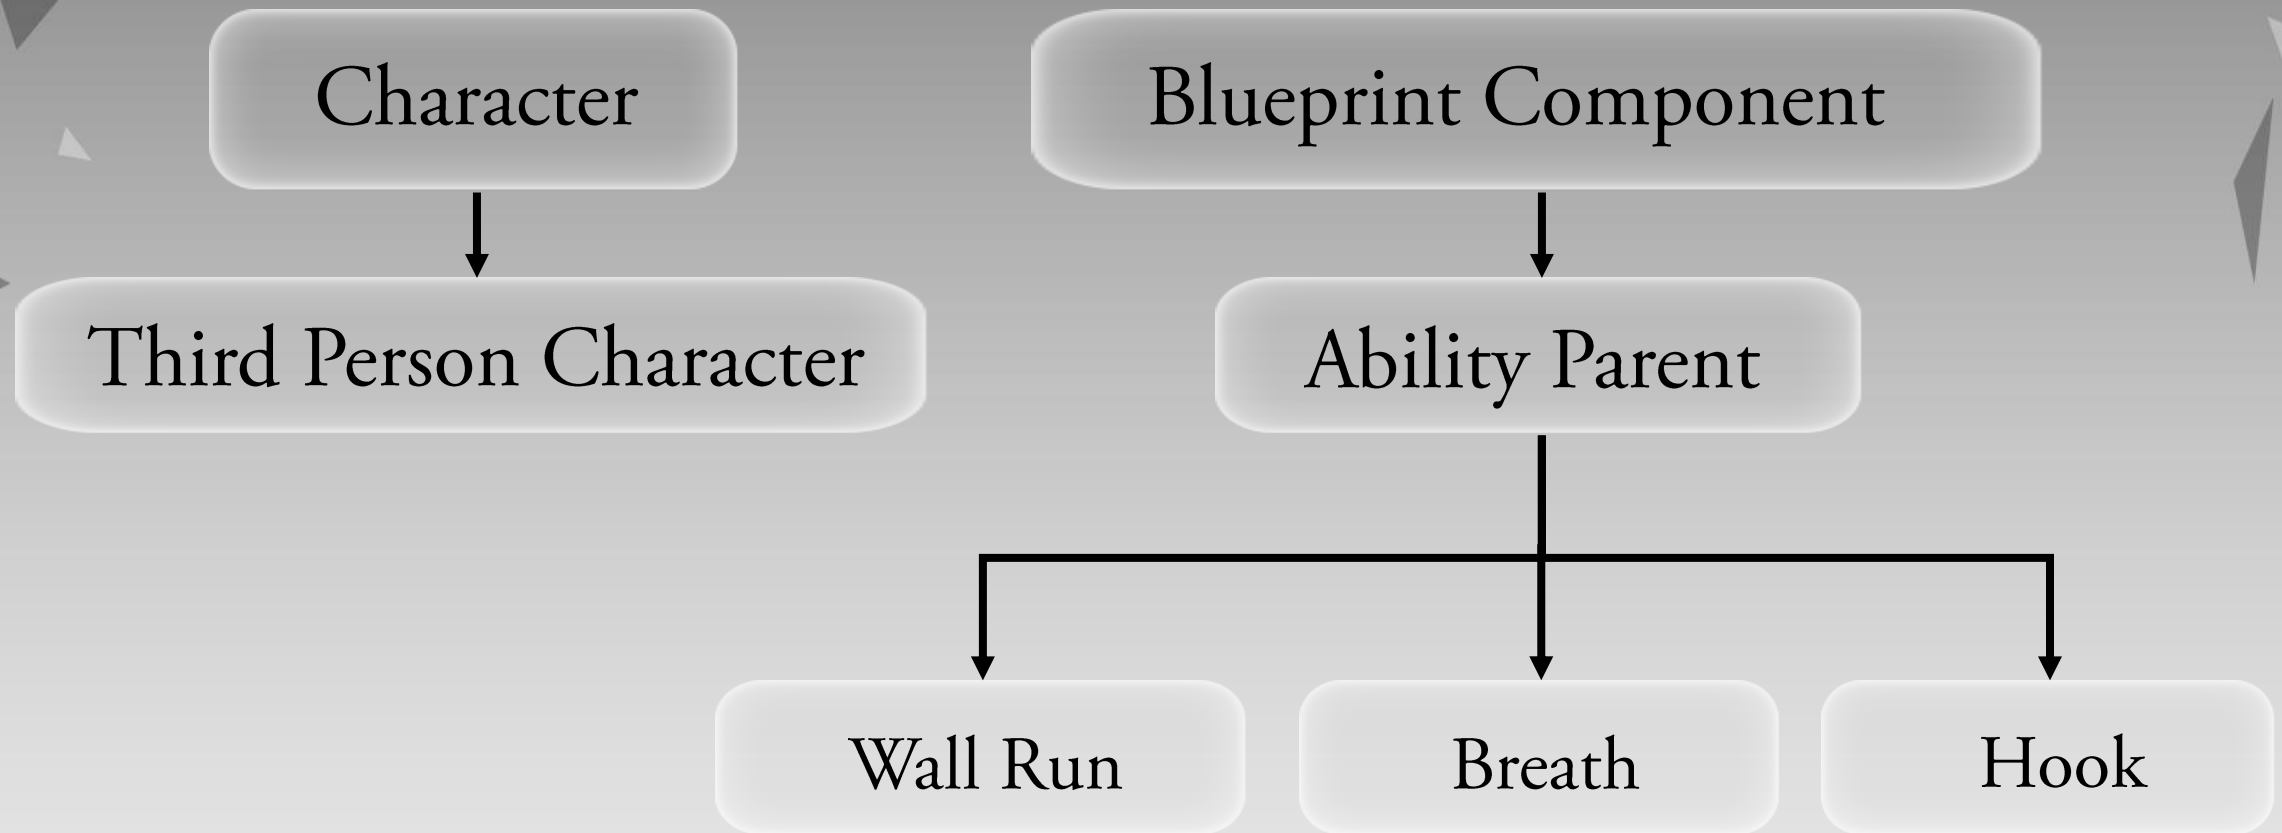 Character
Blueprint Component
Third Person Character
Ability Parent
Wall Run
Breath
Hook